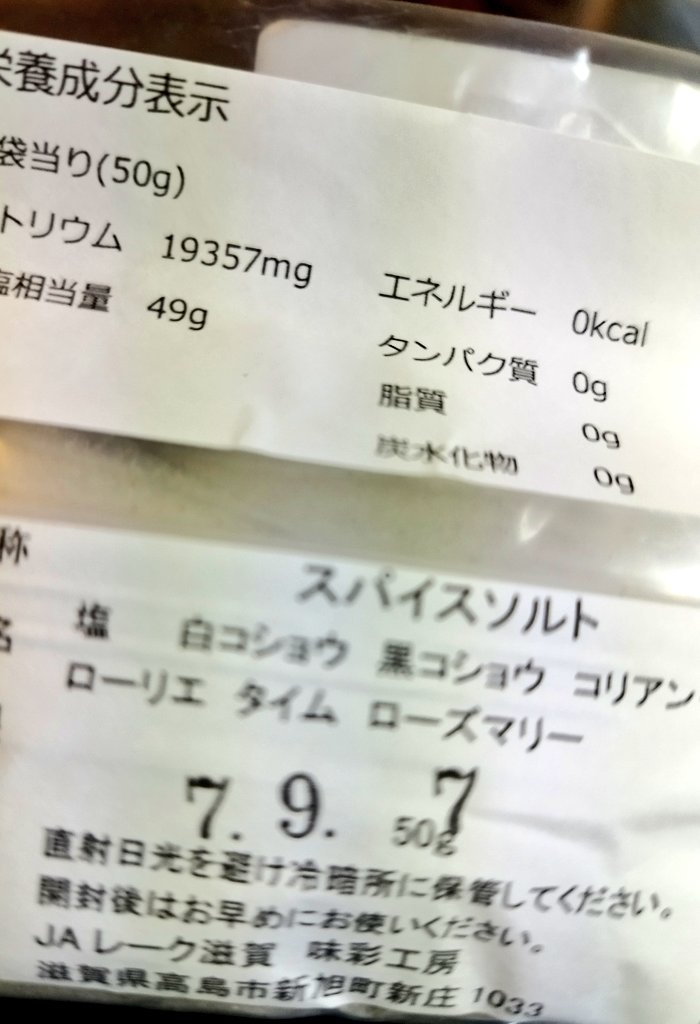 養成分表示
袋当り(50g)
トリウム 19357mg
塩相当量 49g
エネルギー 0kcal
タンパク質 0g
脂質 0g
炭水化物 0g
称 スパイスソルト
名 塩 白コショウ 黒コショウ コリアン
ローリエ タイム ローズマリー
7. 9. 7
50g
直射日光を避け冷暗所に保管してください。
開封後はお早めにお使いください。
JAレーク滋賀 味彩工房
滋賀県高島市新旭町新庄1033